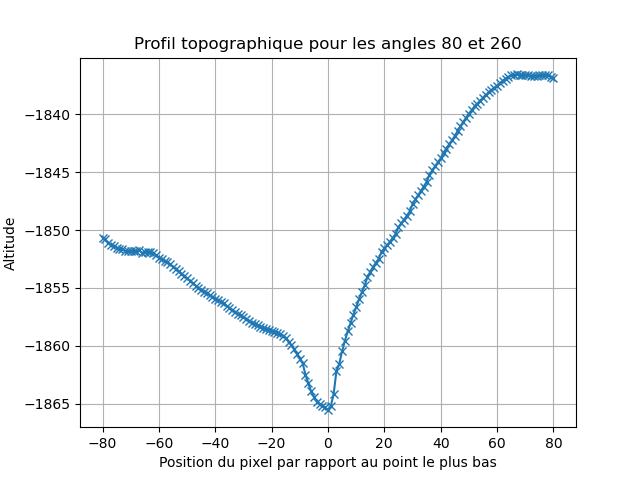 Profil topographique pour les angles 80 et 260
Altitude
−1840
−1845
−1850
−1855
−1860
−1865
−80 −60 −40 −20 0 20 40 60 80
Position du pixel par rapport au point le plus bas